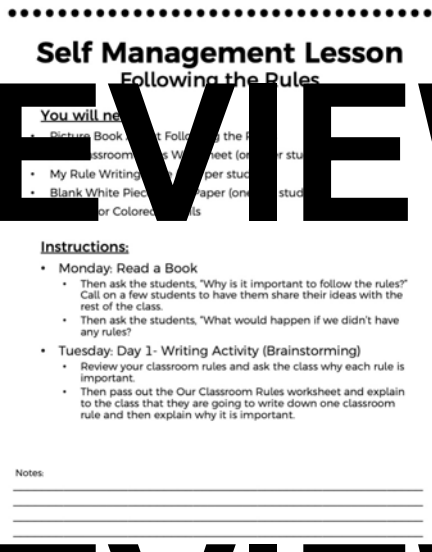 Self Management Lesson
Following the Rules
You will ne
Picture Book t Following the R
ssroom s W heet (on er stu
My Rule Writing per stud
Blank White Piec Paper (one stud
or Colored ils
EVIEW
Instructions:
• Monday: Read a Book
• Then ask the students, "Why is it important to follow the rules?"
Call on a few students to have them share their ideas with the
rest of the class.
• Then ask the students, "What would happen if we didn't have
any rules?
• Tuesday: Day 1- Writing Activity (Brainstorming)
• Review your classroom rules and ask the class why each rule is
important.
• Then pass out the Our Classroom Rules worksheet and explain
to the class that they are going to write down one classroom
rule and then explain why it is important.
Notes: